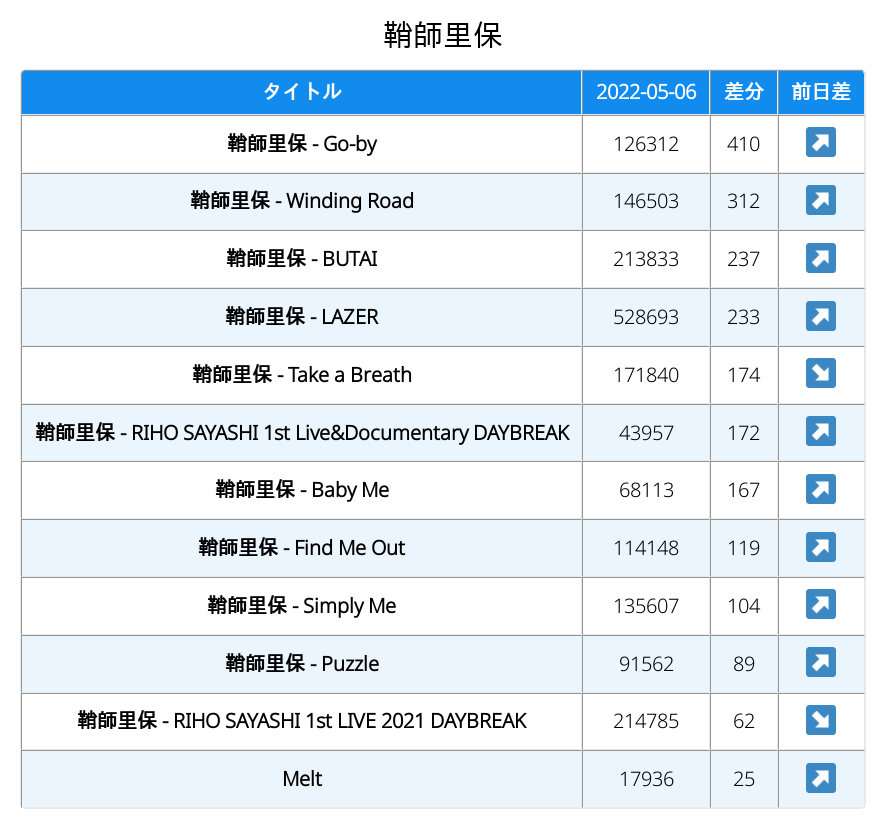 鞘師里保
タイトル 2022-05-06 差分 前日差
鞘師里保 - Go-by 126312 410
鞘師里保 - Winding Road 146503 312
鞘師里保 - BUTAI 213833 237
鞘師里保 - LAZER 528693 233
鞘師里保 - Take a Breath 171840 174
鞘師里保 - RIHO SAYASHI 1st Live&Documentary DAYBREAK 43957 172
鞘師里保 - Baby Me 68113 167
鞘師里保 - Find Me Out 114148 119
鞘師里保 - Simply Me 135607 104
鞘師里保 - Puzzle 91562 89
鞘師里保 - RIHO SAYASHI 1st LIVE 2021 DAYBREAK 214785 62
Melt 17936 25